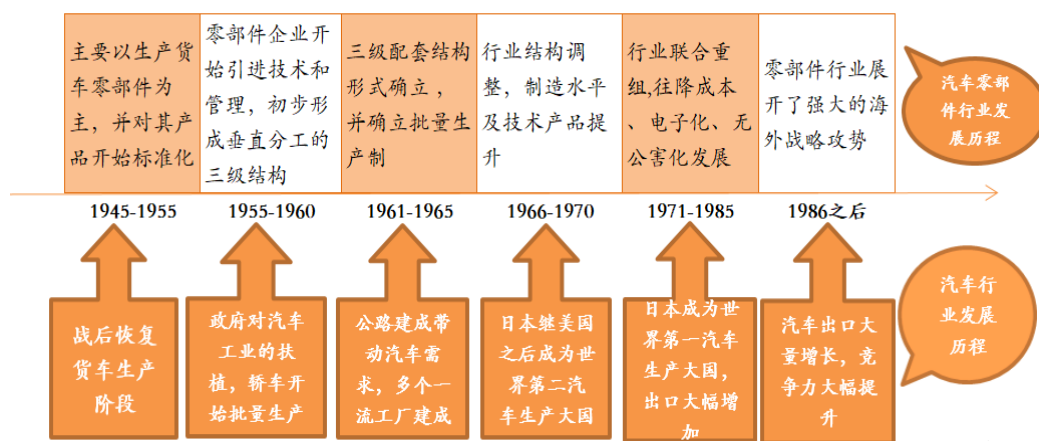 主要以生产货
车零部件为
主，并对其产
品开始标准化
零部件企业开
始引进技术和
管理，初步形
成垂直分工的
三级结构
三级配套结构
形式确立，
并确立批量生
产制
行业结构调
整，制造水平
及技术产品提
升
行业联合重
组,往降成本
、电子化、无
公害化发展
零部件行业展
开了强大的海
外战略攻势
汽车零部
件行业发
展历程
1945-1955
1955-1960
1961-1965
1966-1970
1971-1985
1986之后
战后恢复
货车生产
阶段
政府对汽车
工业的扶
植，轿车开
始批量生产
公路建成带
动汽车需
求，多个一
流工厂建成
日本继美国
之后成为世
界第二汽
车生产大国
日本成为世
界第一汽车
生产大国，
出口大幅增
加
汽车出口大
量增长，竞
争力大幅提
升
汽车行
业发展
历程